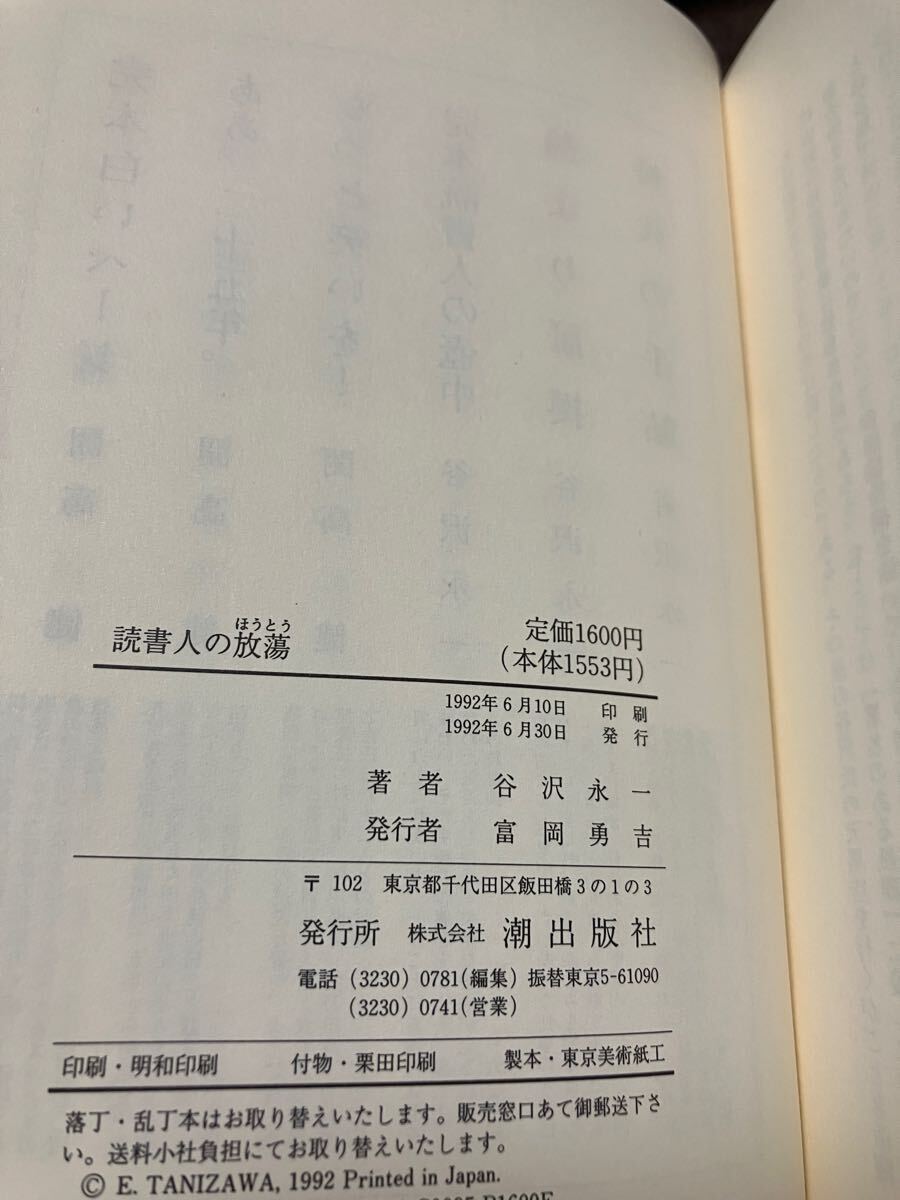 定価1600円
（本体1553円）
読書人の放蕩
ほうとう
1992年6月10日 印刷
1992年6月30日 発行
著者 谷沢永一
発行者 富岡勇吉
〒102 東京都千代田区飯田橋3の1の3
発行所 株式会社 潮出版社
電話 (3230) 0781(編集) 振替東京5-61090
(3230) 0741(営業)
印刷・明和印刷 付物・栗田印刷 製本・東京美術紙工
落丁・乱丁本はお取り替えいたします。販売窓口あて御郵送下さ
い。送料小社負担にてお取り替えいたします。
© E. TANIZAWA, 1992 Printed in Japan.